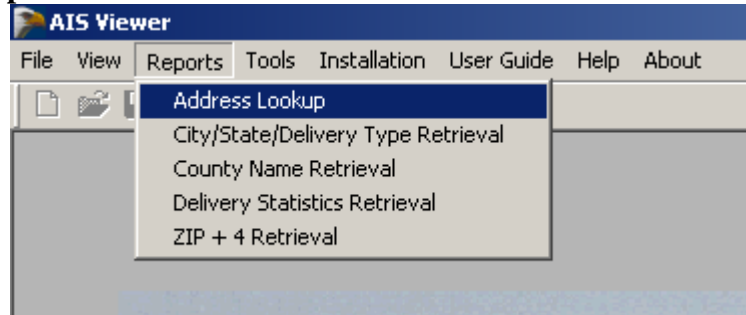 AIS Viewer
File View Reports Tools Installation User Guide Help About
Address Lookup
City/State/Delivery Type Retrieval
County Name Retrieval
Delivery Statistics Retrieval
ZIP + 4 Retrieval